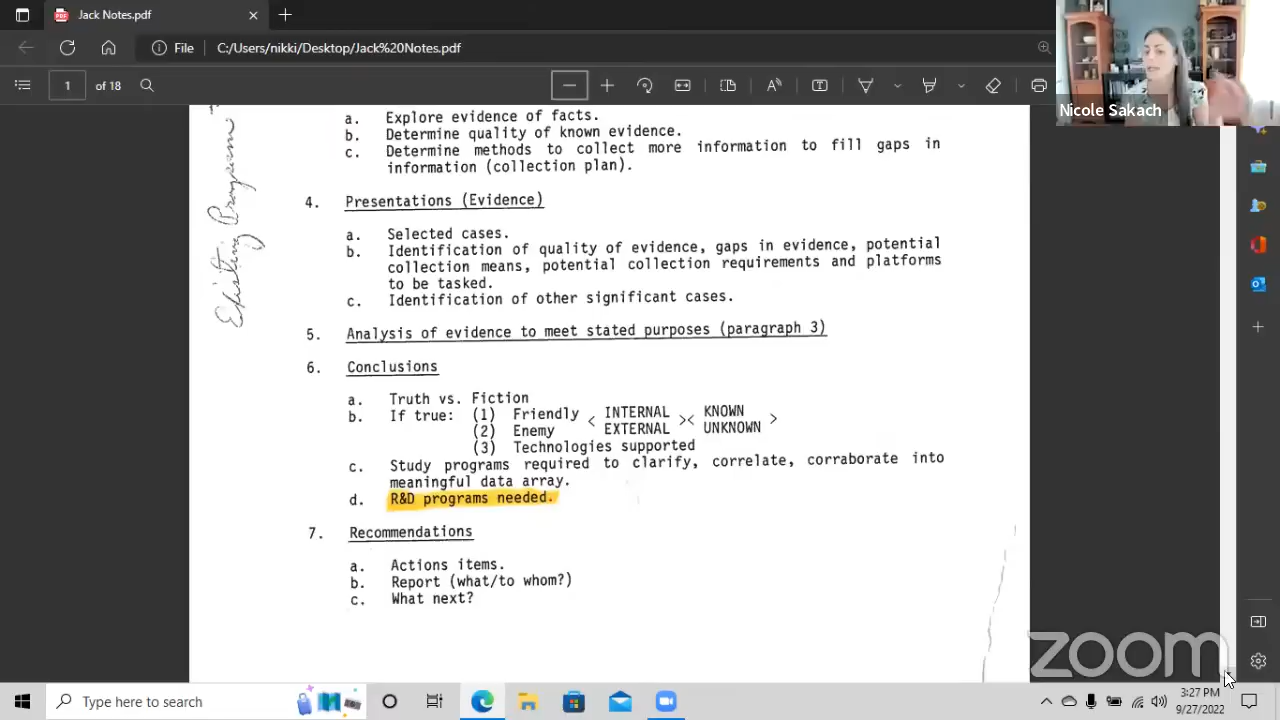 Jack Notes.pdf
File
C:/Users/nikki/Desktop/Jack%20Notes.pdf
1 of 18
Nicole Sakach
Existing Program
a. Explore evidence of facts.
b. Determine quality of known evidence.
c. Determine methods to collect more information to fill gaps in
information (collection plan).
4. Presentations (Evidence)
a. Selected cases.
b. Identification of quality of evidence, gaps in evidence, potential
collection means, potential collection requirements and platforms
to be tasked.
c. Identification of other significant cases.
5. Analysis of evidence to meet stated purposes (paragraph 3)
6. Conclusions
a. Truth vs. Fiction
b. If true: (1) Friendly < INTERNAL >< KNOWN >
(2) Enemy EXTERNAL UNKNOWN
(3) Technologies supported
c. Study programs required to clarify, correlate, corraborate into
meaningful data array.
d. R&D programs needed.
7. Recommendations
a. Actions items.
b. Report (what/to whom?)
c. What next?
zoom
Type here to search
3:27 PM
9/27/2022